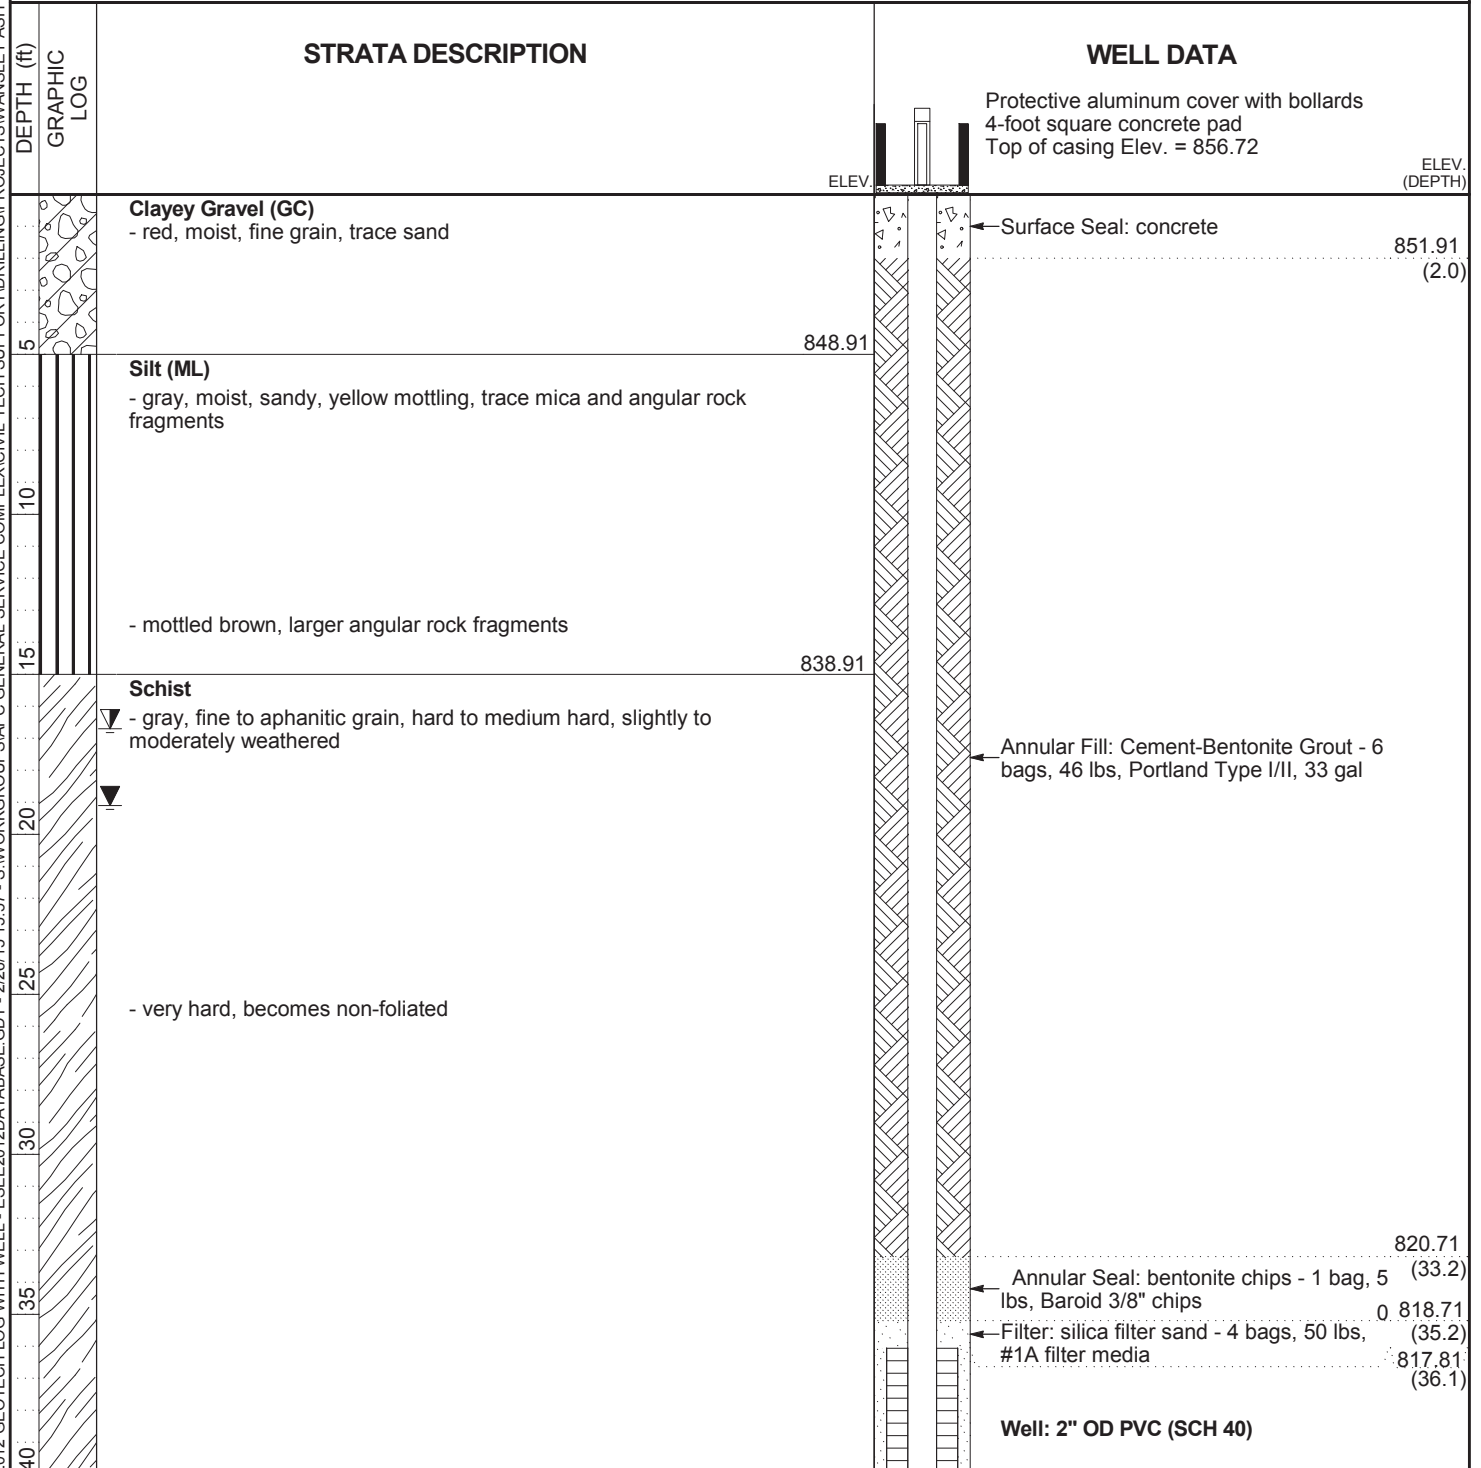 STRATA DESCRIPTION
WELL DATA
DEPTH (ft)
GRAPHIC
LOG
Protective aluminum cover with bollards
4-foot square concrete pad
Top of casing Elev. = 856.72
ELEV.
ELEV.
(DEPTH)
Clayey Gravel (GC)
- red, moist, fine grain, trace sand
Surface Seal: concrete
851.91
(2.0)
5
848.91
Silt (ML)
- gray, moist, sandy, yellow mottling, trace mica and angular rock
fragments
10
- mottled brown, larger angular rock fragments
15
838.91
Schist
- gray, fine to aphanitic grain, hard to medium hard, slightly to
moderately weathered
Annular Fill: Cement-Bentonite Grout - 6
bags, 46 lbs, Portland Type I/II, 33 gal
20
25
- very hard, becomes non-foliated
30
820.71
(33.2)
Annular Seal: bentonite chips - 1 bag, 5
lbs, Baroid 3/8" chips
0 818.71
35
(35.2)
Filter: silica filter sand - 4 bags, 50 lbs,
#1A filter media
817.81
(36.1)
Well: 2" OD PVC (SCH 40)
40